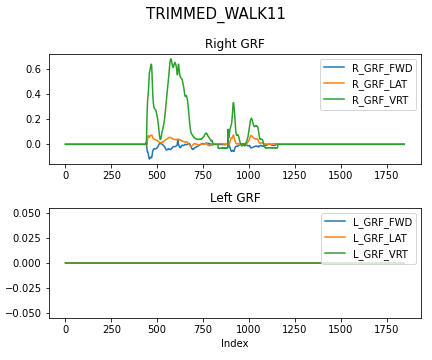 TRIMMED_WALK11
Right GRF
R_GRF_FWD
R_GRF_LAT
R_GRF_VRT
0.6
0.4
0.2
0.0
0 250 500 750 1000 1250 1500 1750
Left GRF
L_GRF_FWD
L_GRF_LAT
L_GRF_VRT
0.050
0.025
0.000
−0.025
−0.050
0 250 500 750 1000 1250 1500 1750
Index